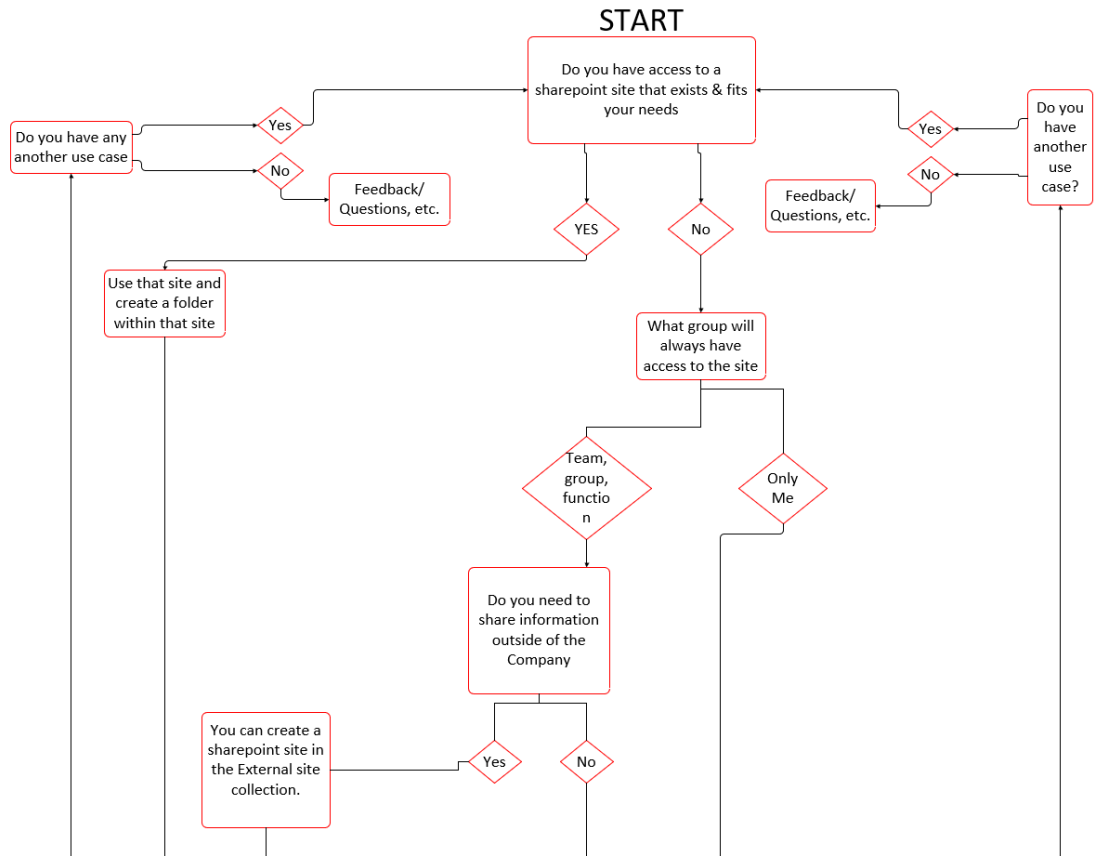 START
Do you have access to a
sharepoint site that exists & fits
your needs
Do you have any
another use case
Yes
No
Feedback/
Questions, etc.
Do you
have
another
use
case?
Yes
No
Feedback/
Questions, etc.
YES
No
Use that site and
create a folder
within that site
What group will
always have
access to the site
Team,
group,
functio
n
Only
Me
Do you need to
share information
outside of the
Company
Yes
No
You can create a
sharepoint site in
the External site
collection.